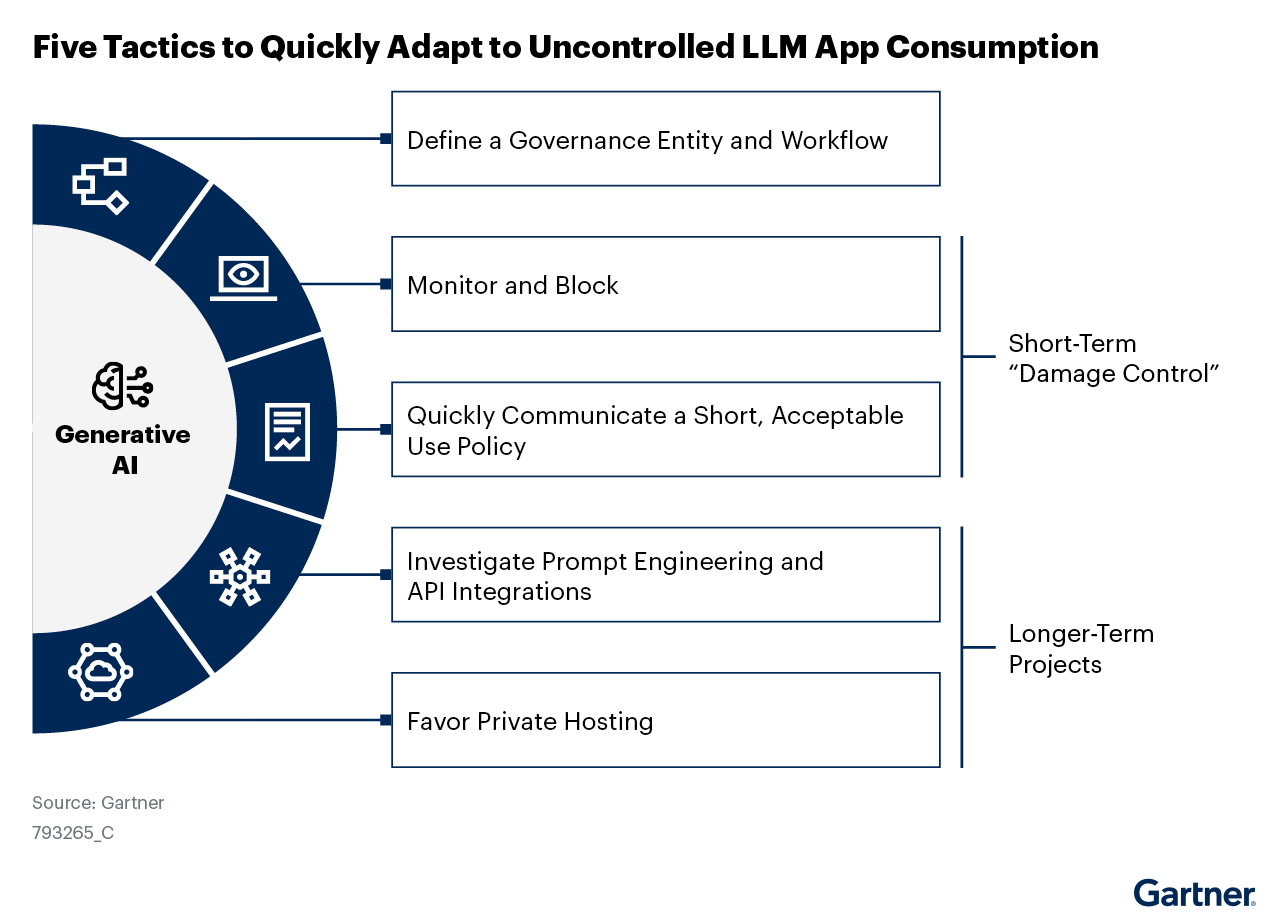 Five Tactics to Quickly Adapt to Uncontrolled LLM App Consumption
Define a Governance Entity and Workflow
Monitor and Block
Quickly Communicate a Short, Acceptable
Use Policy
Short-Term
“Damage Control”
Generative
AI
Investigate Prompt Engineering and
API Integrations
Favor Private Hosting
Longer-Term
Projects
Source: Gartner
793265_C
Gartner®